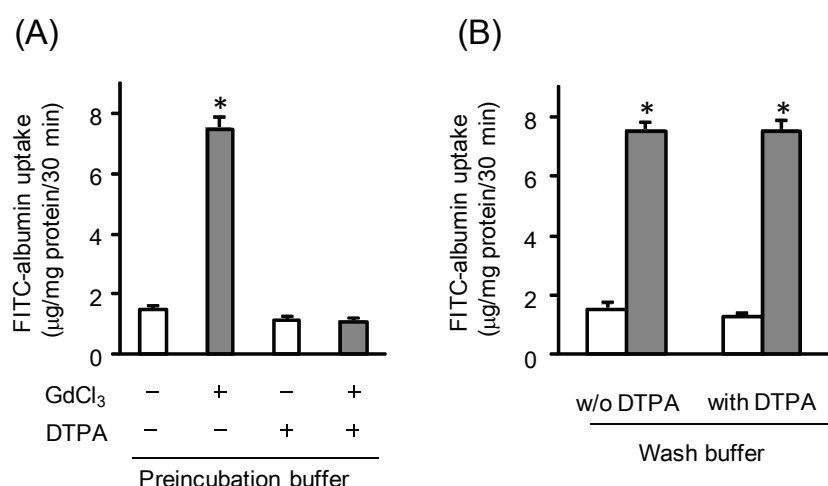 (A)
FITC-albumin uptake
(μg/mg protein/30 min)
8
6
4
2
0
*
GdCl3 – + – +
DTPA – – + +
Preincubation buffer
(B)
FITC-albumin uptake
(μg/mg protein/30 min)
8
6
4
2
0
* *
w/o DTPA with DTPA
Wash buffer